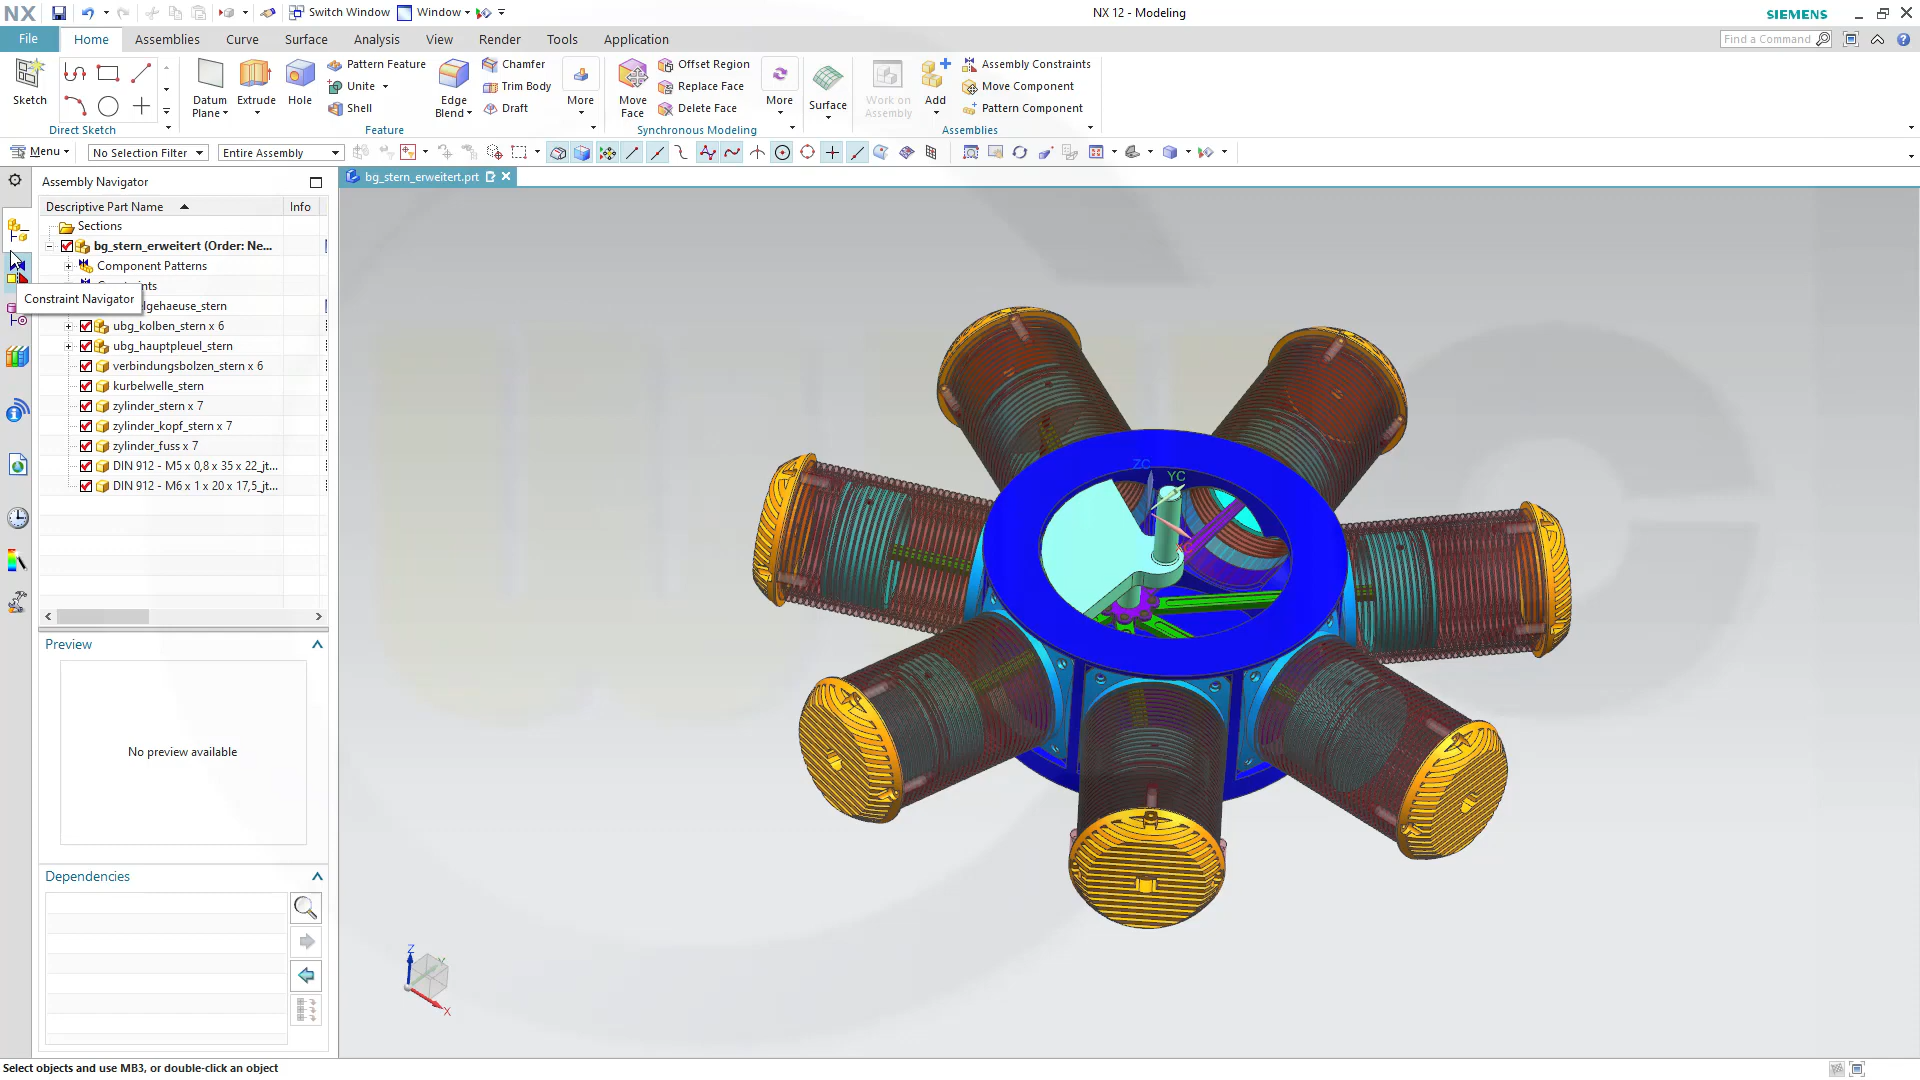 NX
Switch Window
Window
NX 12 - Modeling
SIEMENS
File
Home
Assemblies
Curve
Surface
Analysis
View
Render
Tools
Application
Find a Command
Sketch
Direct Sketch
Datum
Plane
Extrude
Hole
Pattern Feature
Unite
Shell
Edge
Blend
Chamfer
Trim Body
Draft
More
Feature
Move
Face
Offset Region
Replace Face
Delete Face
More
Synchronous Modeling
Surface
Work on
Assembly
Add
Assembly Constraints
Move Component
Pattern Component
Assemblies
Menu
No Selection Filter
Entire Assembly
Assembly Navigator
bg_stern_erweitert.prt
Descriptive Part Name
Info
Sections
bg_stern_erweitert (Order: Ne...
Component Patterns
Constraint Navigator
elgehaeuse_stern
ubg_kolben_stern x 6
ubg_hauptpleuel_stern
verbindungsbolzen_stern x 6
kurbelwelle_stern
zylinder_stern x 7
zylinder_kopf_stern x 7
zylinder_fuss x 7
DIN 912 - M5 x 0,8 x 35 x 22_jt...
DIN 912 - M6 x 1 x 20 x 17,5_jt...
ZC
YC
Preview
No preview available
Dependencies
Z
Y
X
Select objects and use MB3, or double-click an object